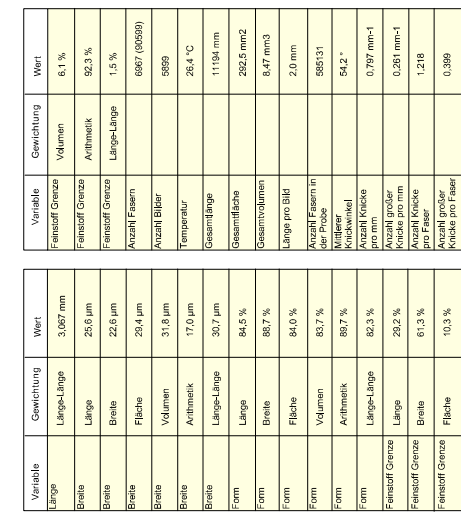 Variable Gewichtung Wert
Länge Länge-Länge 3,067 mm
Breite Länge 25,6 µm
Breite Breite 22,6 µm
Breite Fläche 29,4 µm
Breite Volumen 31,8 µm
Breite Arithmetik 17,0 µm
Breite Länge-Länge 30,7 µm
Form Länge 84,5 %
Form Breite 88,7 %
Form Fläche 84,0 %
Form Volumen 83,7 %
Form Arithmetik 89,7 %
Form Länge-Länge 82,3 %
Feinstoff Grenze Länge 29,2 %
Feinstoff Grenze Breite 61,3 %
Feinstoff Grenze Fläche 10,3 %
Variable Gewichtung Wert
Feinstoff Grenze Volumen 6,1 %
Feinstoff Grenze Arithmetik 92,3 %
Feinstoff Grenze Länge-Länge 1,5 %
Anzahl Fasern 6967 (90599)
Anzahl Bilder 5899
Temperatur 26,4 °C
Gesamtlänge 11194 mm
Gesamtfläche 292,5 mm2
Gesamtvolumen 8,47 mm3
Länge pro Bild 2,0 mm
Anzahl Fasern in
der Probe 585131
Mittlerer
Knickwinkel 54,2 °
Anzahl Knicke
pro mm 0,797 mm-1
Anzahl großer
Knicke pro mm 0,261 mm-1
Anzahl Knicke
pro Faser 1,218
Anzahl großer
Knicke pro Faser 0,399